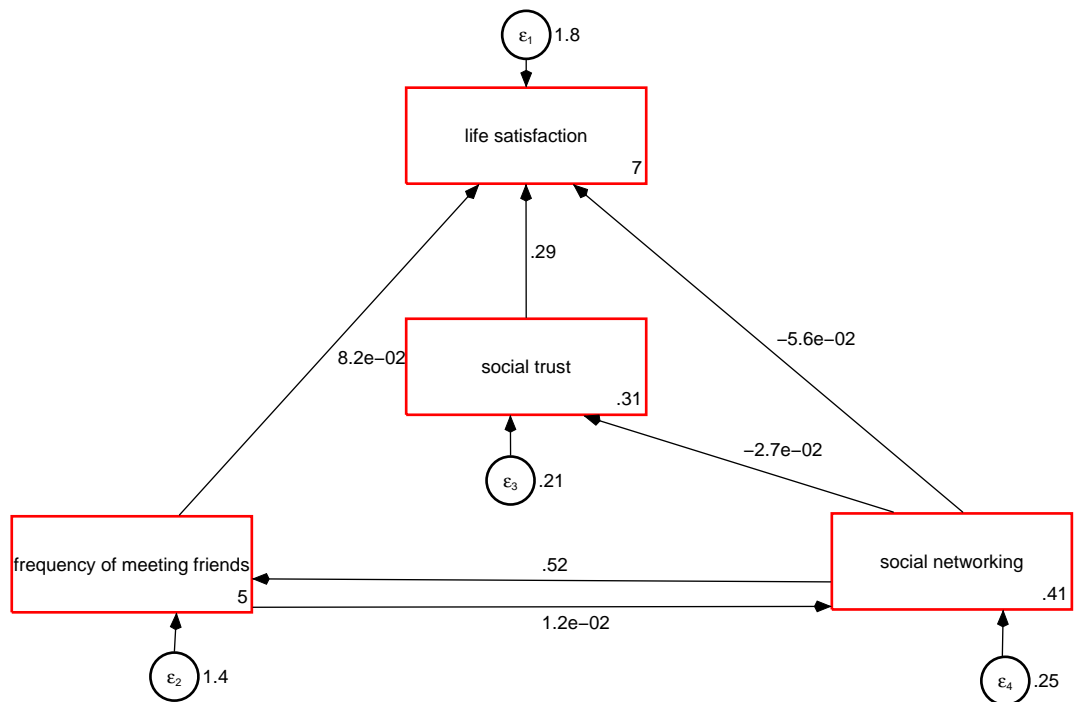 ε₁ 1.8
life satisfaction
7
.29
8.2e−02
−5.6e−02
social trust
.31
−2.7e−02
ε₃ .21
frequency of meeting friends
5
.52
social networking
.41
1.2e−02
ε₂ 1.4
ε₄ .25